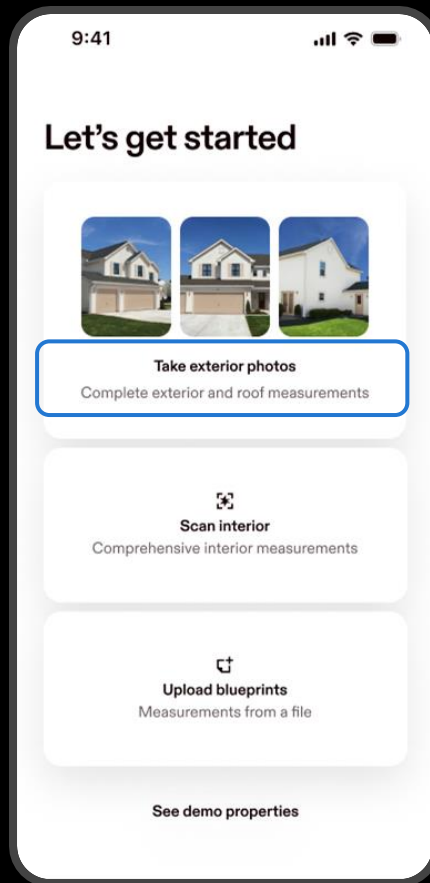 9:41
Let's get started
Take exterior photos
Complete exterior and roof measurements
Scan interior
Comprehensive interior measurements
Upload blueprints
Measurements from a file
See demo properties